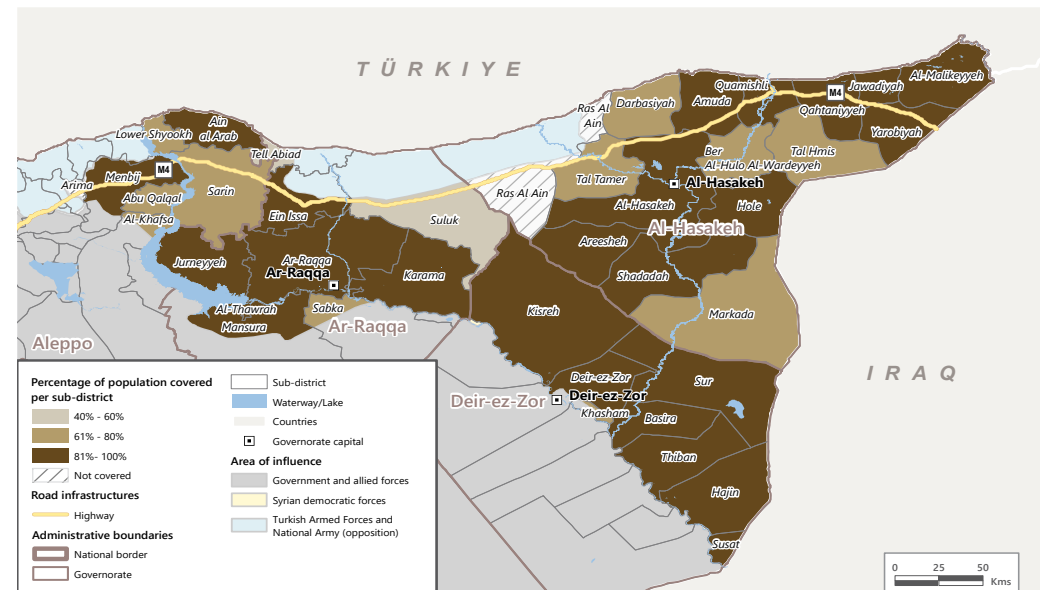 TÜRKIYE
Al-Malikeyyeh
Quamishli
Jawadiyah
M4
Amuda
Qahtaniyyeh
Darbasiyah
Ras Al
Ain
Yarobiyah
Ain
al Arab
Lower Shyookh
Tell Abiad
Ber
Al-Hulo Al-Wardeyyeh
Tal Hmis
M4
Menbij
Arima
Abu Qalqal
Sarin
Ras Al Ain
Tal Tamer
Al-Hasakeh
Al-Hasakeh
Hole
Al-Khafsa
Ein Issa
Suluk
Al-Hasakeh
Areesheh
Jurneyyeh
Ar-Raqqa
Ar-Raqqa
Karama
Shadadah
Al-Thawrah
Mansura
Sabka
Ar-Raqqa
Kisreh
Markada
Aleppo
IRAQ
Deir-ez-Zor
Deir-ez-Zor
Deir-ez-Zor
Sur
Khasham
Basira
Thiban
Hajin
Susat
Percentage of population covered
per sub-district
40% - 60%
61% - 80%
81%- 100%
Not covered
Road infrastructures
Highway
Administrative boundaries
National border
Governorate
Sub-district
Waterway/Lake
Countries
Governorate capital
Area of influence
Government and allied forces
Syrian democratic forces
Turkish Armed Forces and
National Army (opposition)
0 25 50
Kms